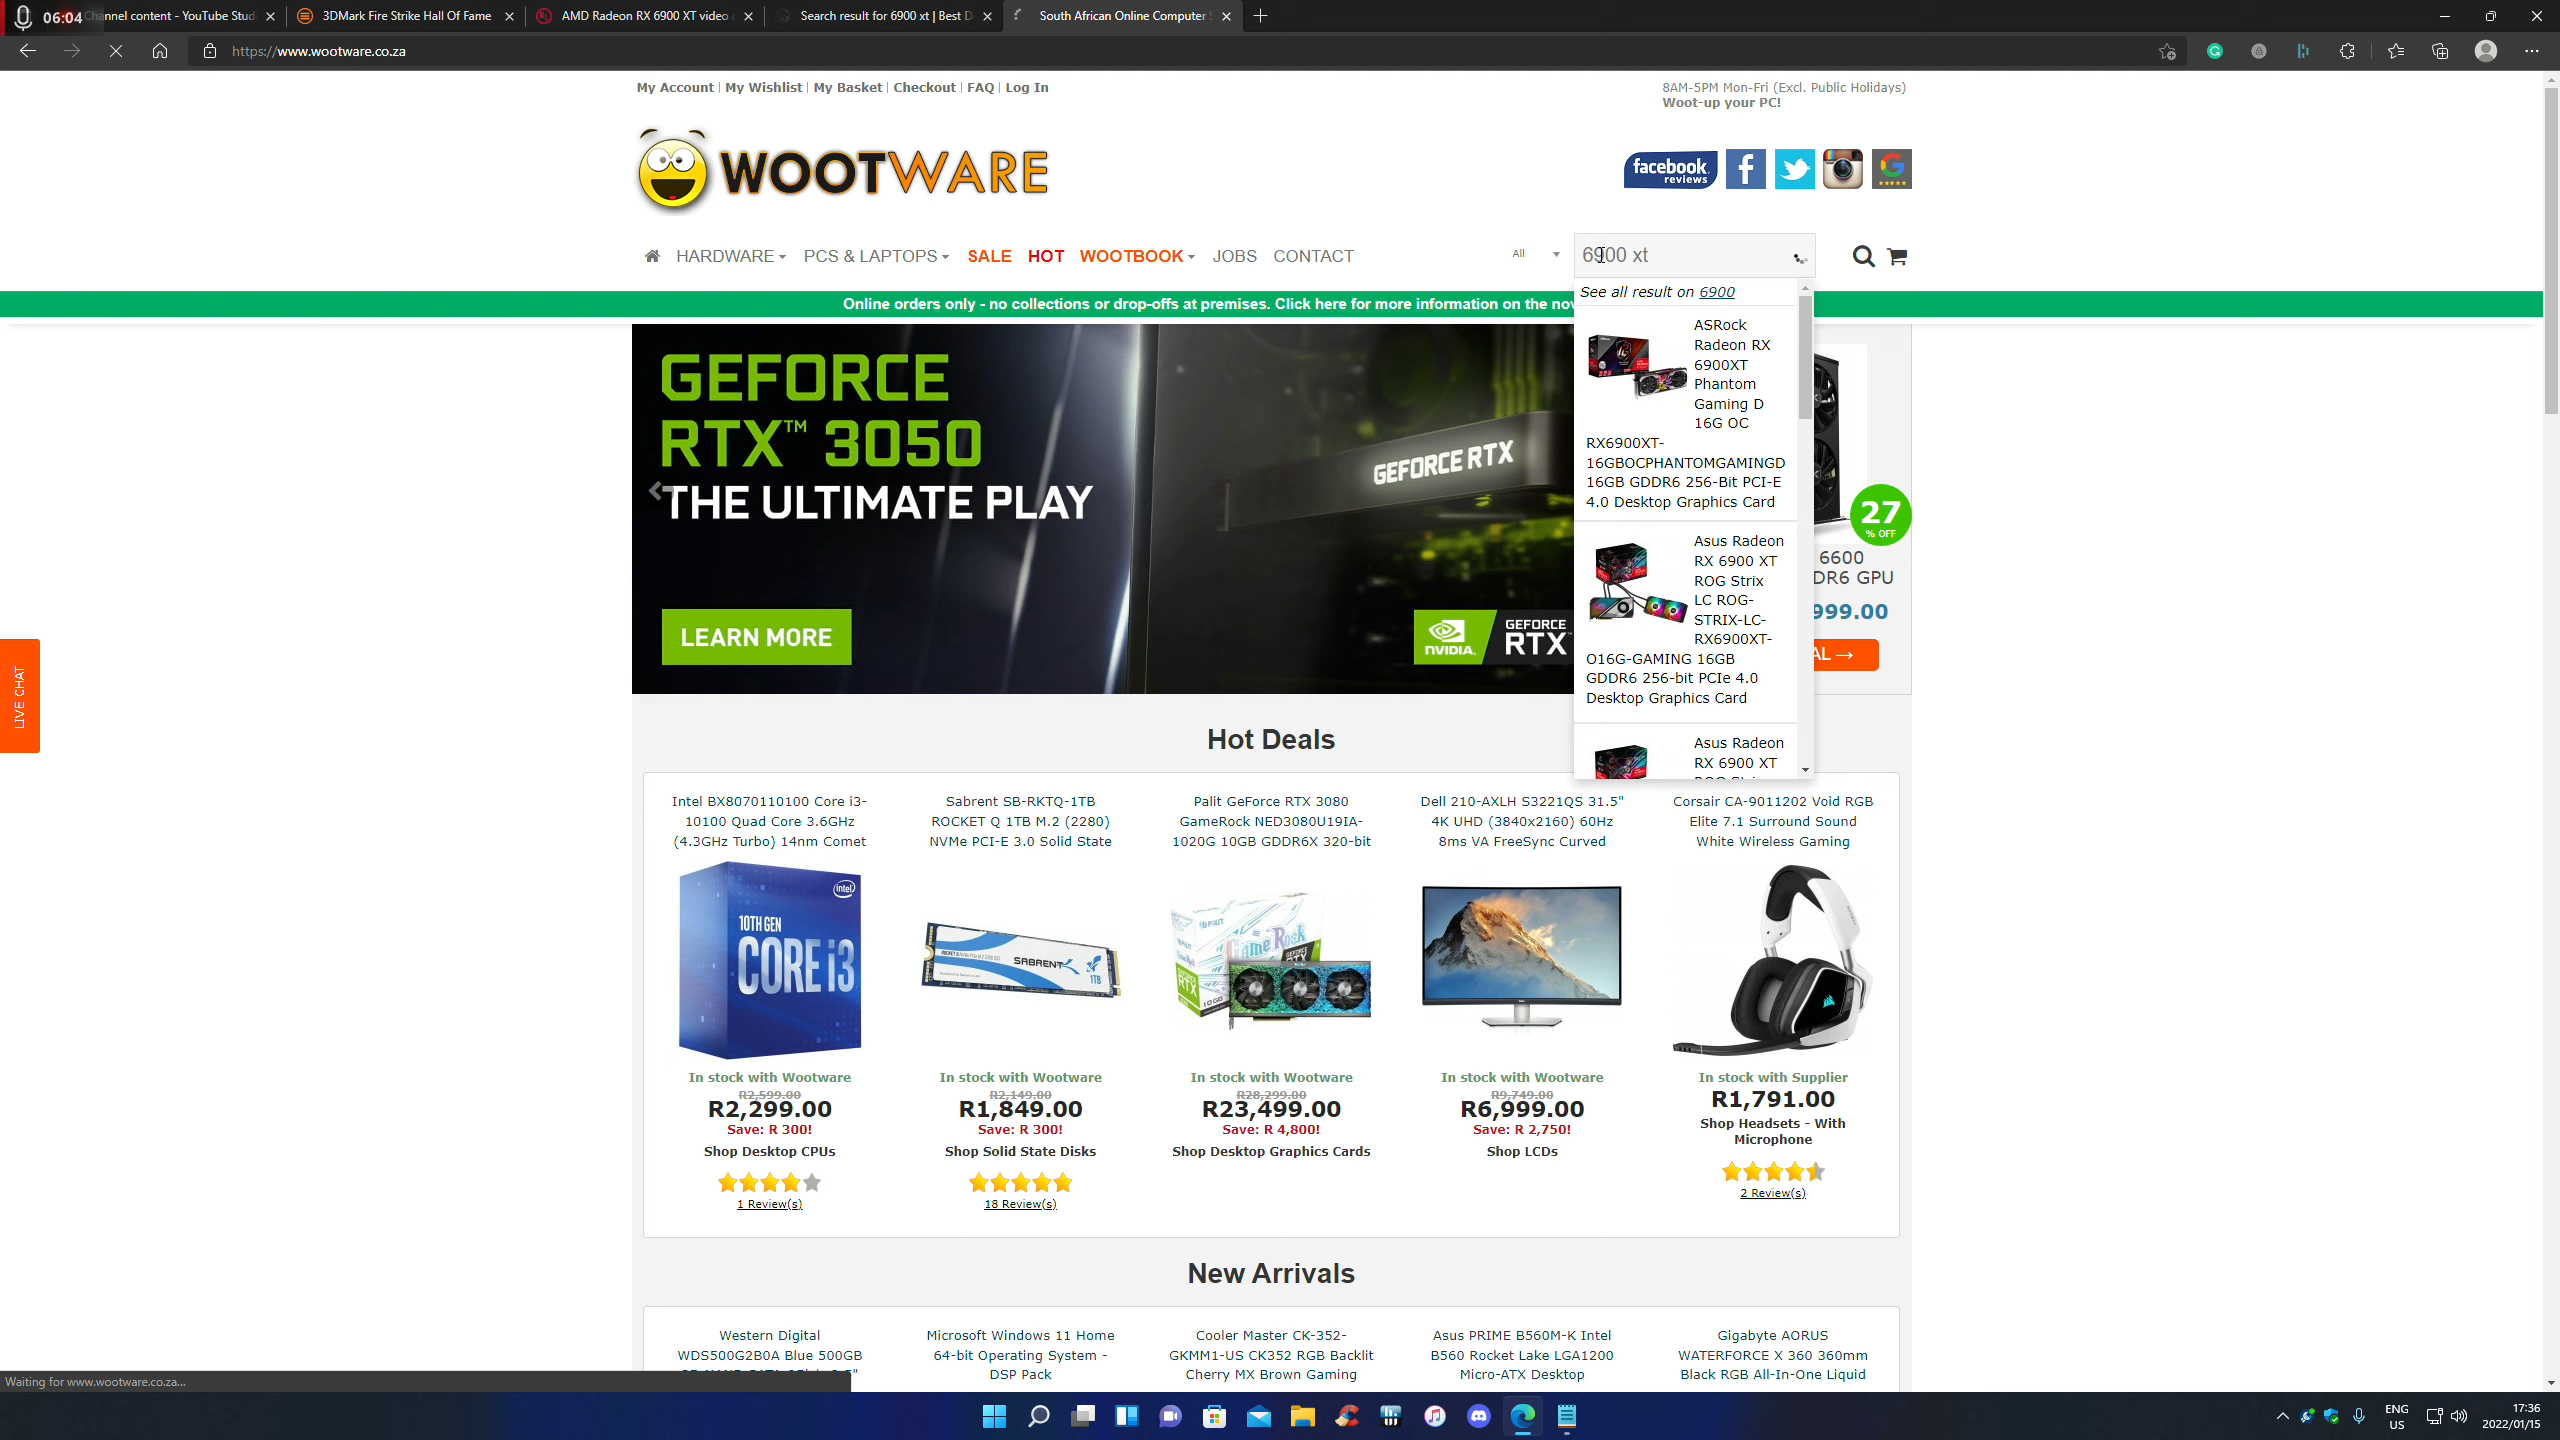 06:04
Channel content - YouTube Studi
3DMark Fire Strike Hall Of Fame
AMD Radeon RX 6900 XT video c
Search result for 6900 xt | Best D
South African Online Computer S
https://www.wootware.co.za
My Account | My Wishlist | My Basket | Checkout | FAQ | Log In
8AM-5PM Mon-Fri (Excl. Public Holidays)
Woot-up your PC!
WOOTWARE
facebook reviews
HARDWARE PCS & LAPTOPS SALE HOT WOOTBOOK JOBS CONTACT
All
6900 xt
Online orders only - no collections or drop-offs at premises. Click here for more information on the nov
See all result on 6900
ASRock
Radeon RX
6900XT
Phantom
Gaming D
16G OC
RX6900XT-
16GBOCPHANTOMGAMINGD
16GB GDDR6 256-Bit PCI-E
4.0 Desktop Graphics Card
Asus Radeon
RX 6900 XT
ROG Strix
LC ROG-
STRIX-LC-
RX6900XT-
O16G-GAMING 16GB
GDDR6 256-bit PCIe 4.0
Desktop Graphics Card
Asus Radeon
RX 6900 XT
GEFORCE
RTX™ 3050
THE ULTIMATE PLAY
LEARN MORE
GEFORCE RTX
NVIDIA.
GEFORCE
RTX™
27
% OFF
6600
DR6 GPU
999.00
AL →
LIVE CHAT
Hot Deals
Intel BX8070110100 Core i3-
10100 Quad Core 3.6GHz
(4.3GHz Turbo) 14nm Comet
intel
10TH GEN
CORE i3
In stock with Wootware
R2,599.00
R2,299.00
Save: R 300!
Shop Desktop CPUs
1 Review(s)
Sabrent SB-RKTQ-1TB
ROCKET Q 1TB M.2 (2280)
NVMe PCI-E 3.0 Solid State
SABRENT
1TB
In stock with Wootware
R2,149.00
R1,849.00
Save: R 300!
Shop Solid State Disks
18 Review(s)
Palit GeForce RTX 3080
GameRock NED3080U19IA-
1020G 10GB GDDR6X 320-bit
PALIT
GameRock
In stock with Wootware
R28,299.00
R23,499.00
Save: R 4,800!
Shop Desktop Graphics Cards
Dell 210-AXLH S3221QS 31.5"
4K UHD (3840x2160) 60Hz
8ms VA FreeSync Curved
In stock with Wootware
R9,749.00
R6,999.00
Save: R 2,750!
Shop LCDs
Corsair CA-9011202 Void RGB
Elite 7.1 Surround Sound
White Wireless Gaming
In stock with Supplier
R1,791.00
Shop Headsets - With
Microphone
2 Review(s)
New Arrivals
Western Digital
WDS500G2B0A Blue 500GB
Microsoft Windows 11 Home
64-bit Operating System -
DSP Pack
Cooler Master CK-352-
GKMM1-US CK352 RGB Backlit
Cherry MX Brown Gaming
Asus PRIME B560M-K Intel
B560 Rocket Lake LGA1200
Micro-ATX Desktop
Gigabyte AORUS
WATERFORCE X 360 360mm
Black RGB All-In-One Liquid
Waiting for www.wootware.co.za...
ENG
US
17:36
2022/01/15